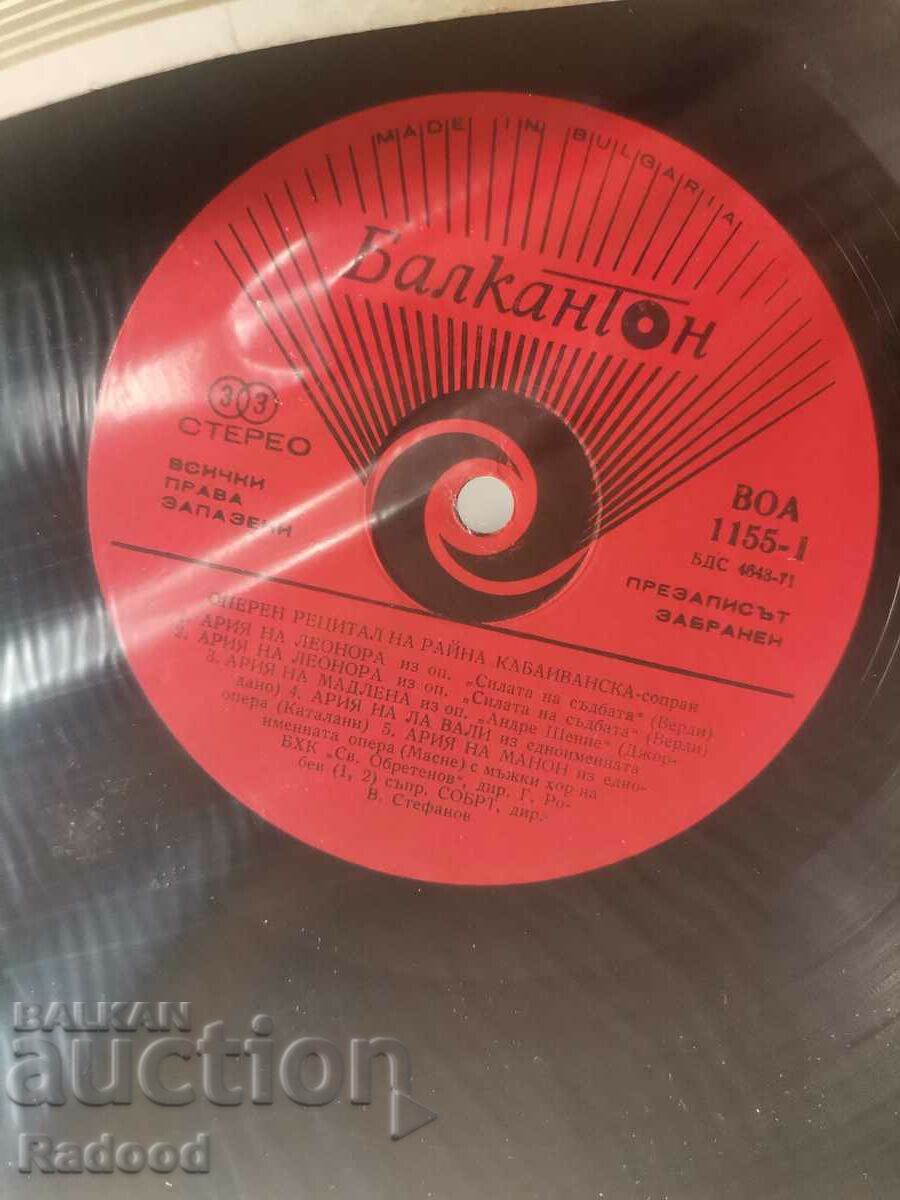 MADE IN BULGARIA
Балкантон
33
СТЕРЕО
ВСИЧКИ
ПРАВА
ЗАПАЗЕНИ
ВОА
1155-1
БДС 4643-71
ПРЕЗАПИСЪТ
ЗАБРАНЕН
ОПЕРЕН РЕЦИТАЛ НА РАЙНА КАБАИВАНСКА-сопран
1. АРИЯ НА ЛЕОНОРА из оп. „Силата на съдбата" (Верди)
2. АРИЯ НА ЛЕОНОРА из оп. „Силата на съдбата" (Верди)
3. АРИЯ НА МАДЛЕНА из оп. „Андре Шение" (Джор-
дано) 4. АРИЯ НА ЛА ВАЛИ из едноименната
опера (Каталани) 5. АРИЯ НА МАНОН из едно-
именната опера (Масне) с мъжки хор на
БХК „Св. Обретенов", дир. Г. Ро-
бев (1, 2) съпр. СОБРТ, дир.
В. Стефанов
BALKAN
auction
Radood